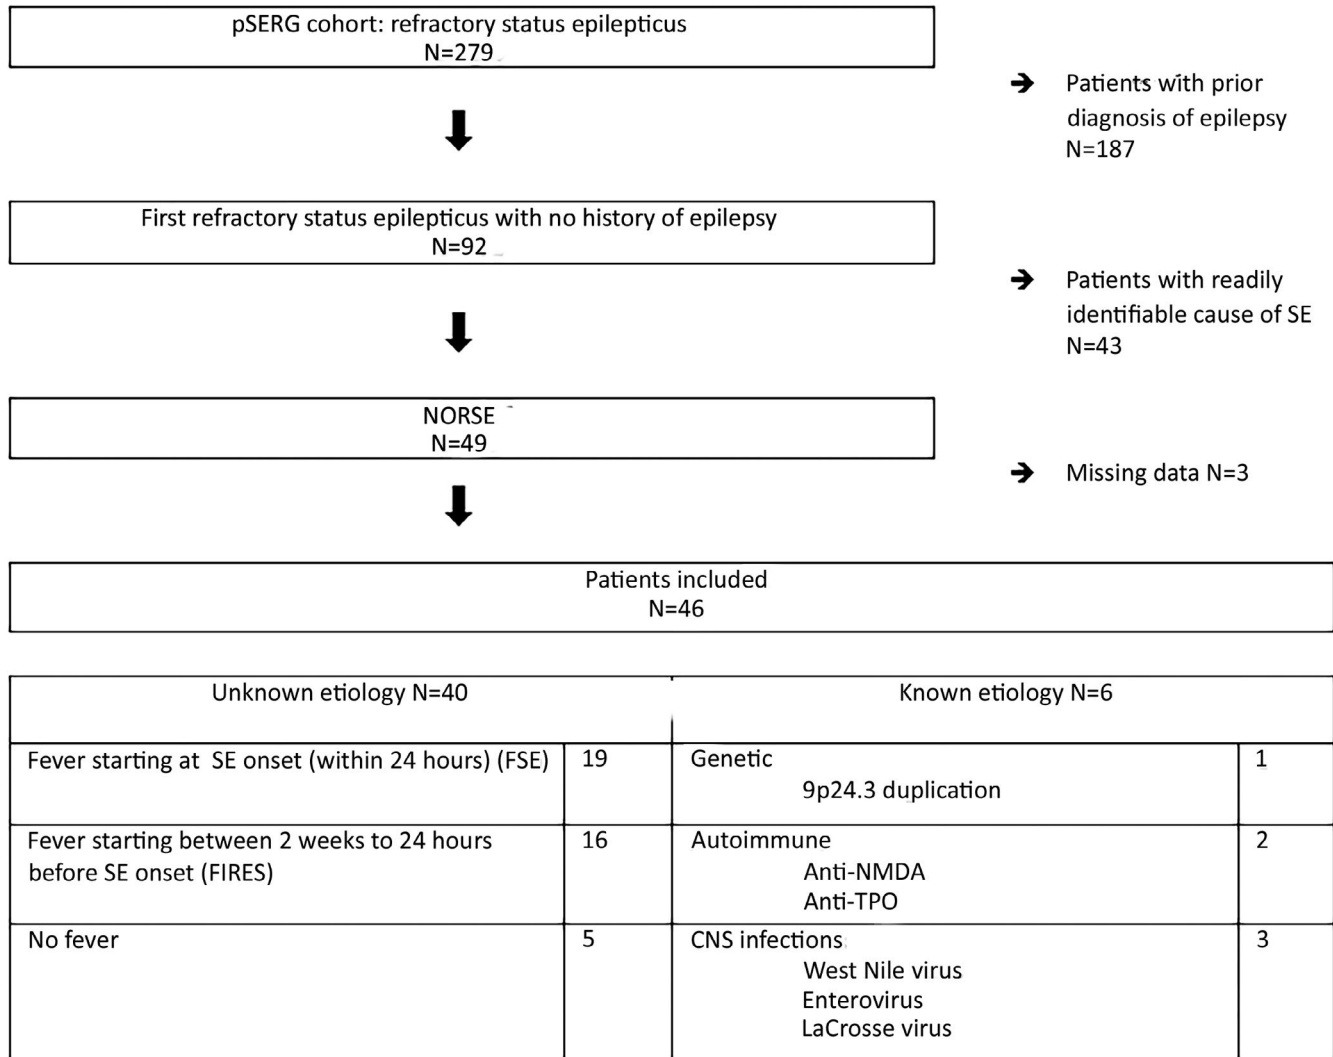 pSERG cohort: refractory status epilepticus
N=279
➔ Patients with prior
diagnosis of epilepsy
N=187
First refractory status epilepticus with no history of epilepsy
N=92
➔ Patients with readily
identifiable cause of SE
N=43
NORSE
N=49
➔ Missing data N=3
Patients included
N=46
Unknown etiology N=40
Known etiology N=6
Fever starting at SE onset (within 24 hours) (FSE)
19
Genetic
1
9p24.3 duplication
Fever starting between 2 weeks to 24 hours
before SE onset (FIRES)
16
Autoimmune
2
Anti-NMDA
Anti-TPO
No fever
5
CNS infections
3
West Nile virus
Enterovirus
LaCrosse virus